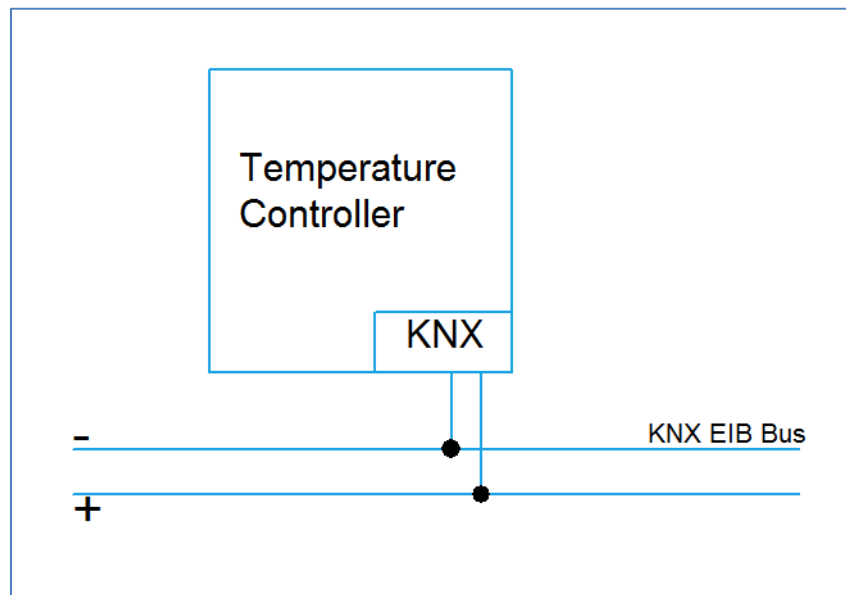 Temperature
Controller
KNX
-
KNX EIB Bus
+